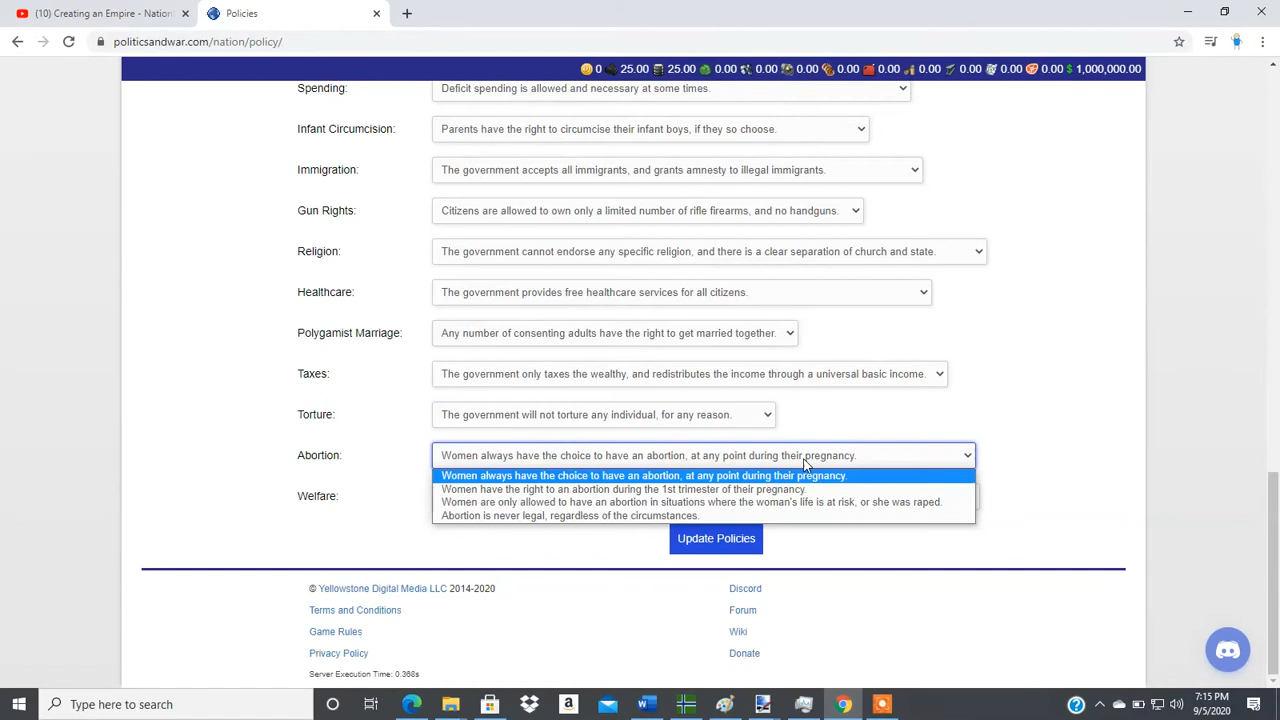 (10) Creating an Empire - Nation
Policies
politicsandwar.com/nation/policy/
0 25.00 25.00 0.00 0.00 0.00 0.00 0.00 0.00 0.00 0.00 0.00 $ 1,000,000.00
Spending: Deficit spending is allowed and necessary at some times.
Infant Circumcision: Parents have the right to circumcise their infant boys, if they so choose.
Immigration: The government accepts all immigrants, and grants amnesty to illegal immigrants.
Gun Rights: Citizens are allowed to own only a limited number of rifle firearms, and no handguns.
Religion: The government cannot endorse any specific religion, and there is a clear separation of church and state.
Healthcare: The government provides free healthcare services for all citizens.
Polygamist Marriage: Any number of consenting adults have the right to get married together.
Taxes: The government only taxes the wealthy, and redistributes the income through a universal basic income.
Torture: The government will not torture any individual, for any reason.
Abortion: Women always have the choice to have an abortion, at any point during their pregnancy.
Women always have the choice to have an abortion, at any point during their pregnancy.
Women have the right to an abortion during the 1st trimester of their pregnancy.
Welfare: Women are only allowed to have an abortion in situations where the woman's life is at risk, or she was raped.
Abortion is never legal, regardless of the circumstances.
Update Policies
© Yellowstone Digital Media LLC 2014-2020 Discord
Terms and Conditions Forum
Game Rules Wiki
Privacy Policy Donate
Server Execution Time: 0.368s
Type here to search
7:15 PM
9/5/2020